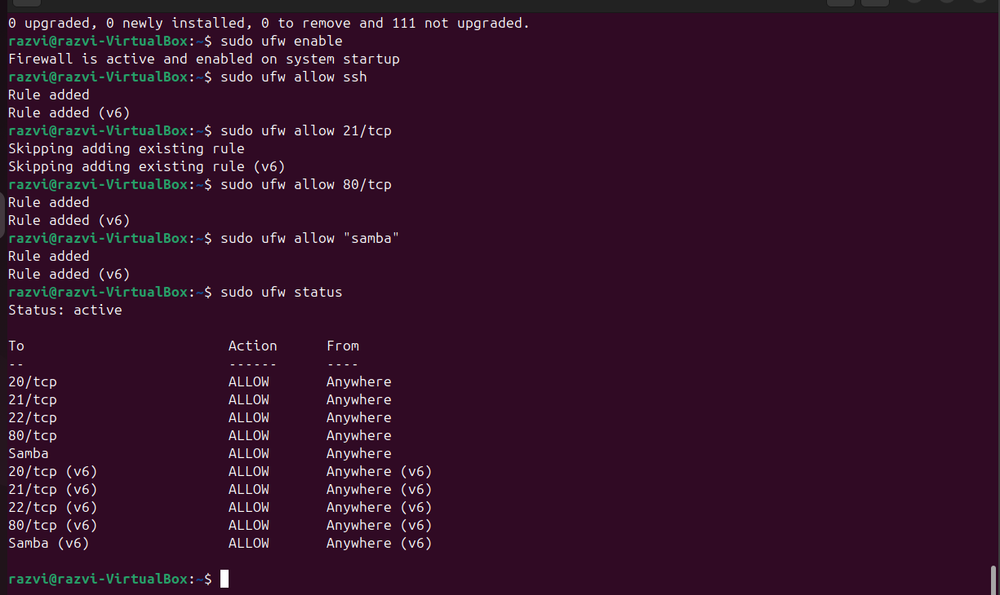 0 upgraded, 0 newly installed, 0 to remove and 111 not upgraded.
razvi@razvi-VirtualBox:~$ sudo ufw enable
Firewall is active and enabled on system startup
razvi@razvi-VirtualBox:~$ sudo ufw allow ssh
Rule added
Rule added (v6)
razvi@razvi-VirtualBox:~$ sudo ufw allow 21/tcp
Skipping adding existing rule
Skipping adding existing rule (v6)
razvi@razvi-VirtualBox:~$ sudo ufw allow 80/tcp
Rule added
Rule added (v6)
razvi@razvi-VirtualBox:~$ sudo ufw allow "samba"
Rule added
Rule added (v6)
razvi@razvi-VirtualBox:~$ sudo ufw status
Status: active
To                         Action      From
--                         ------      ----
20/tcp                     ALLOW       Anywhere
21/tcp                     ALLOW       Anywhere
22/tcp                     ALLOW       Anywhere
80/tcp                     ALLOW       Anywhere
Samba                      ALLOW       Anywhere
20/tcp (v6)                ALLOW       Anywhere (v6)
21/tcp (v6)                ALLOW       Anywhere (v6)
22/tcp (v6)                ALLOW       Anywhere (v6)
80/tcp (v6)                ALLOW       Anywhere (v6)
Samba (v6)                 ALLOW       Anywhere (v6)
razvi@razvi-VirtualBox:~$